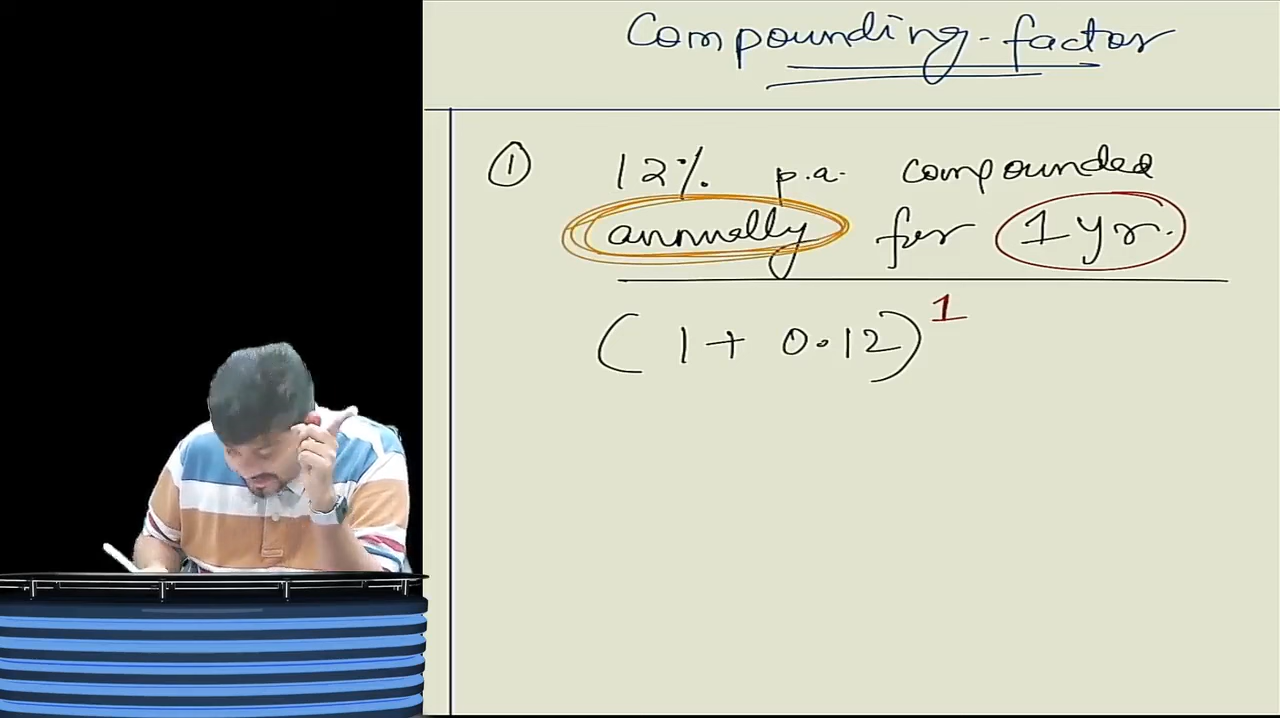 Compounding-factor
① 12% p.a. compounded
annually for 1 yr.
(1 + 0.12)^1